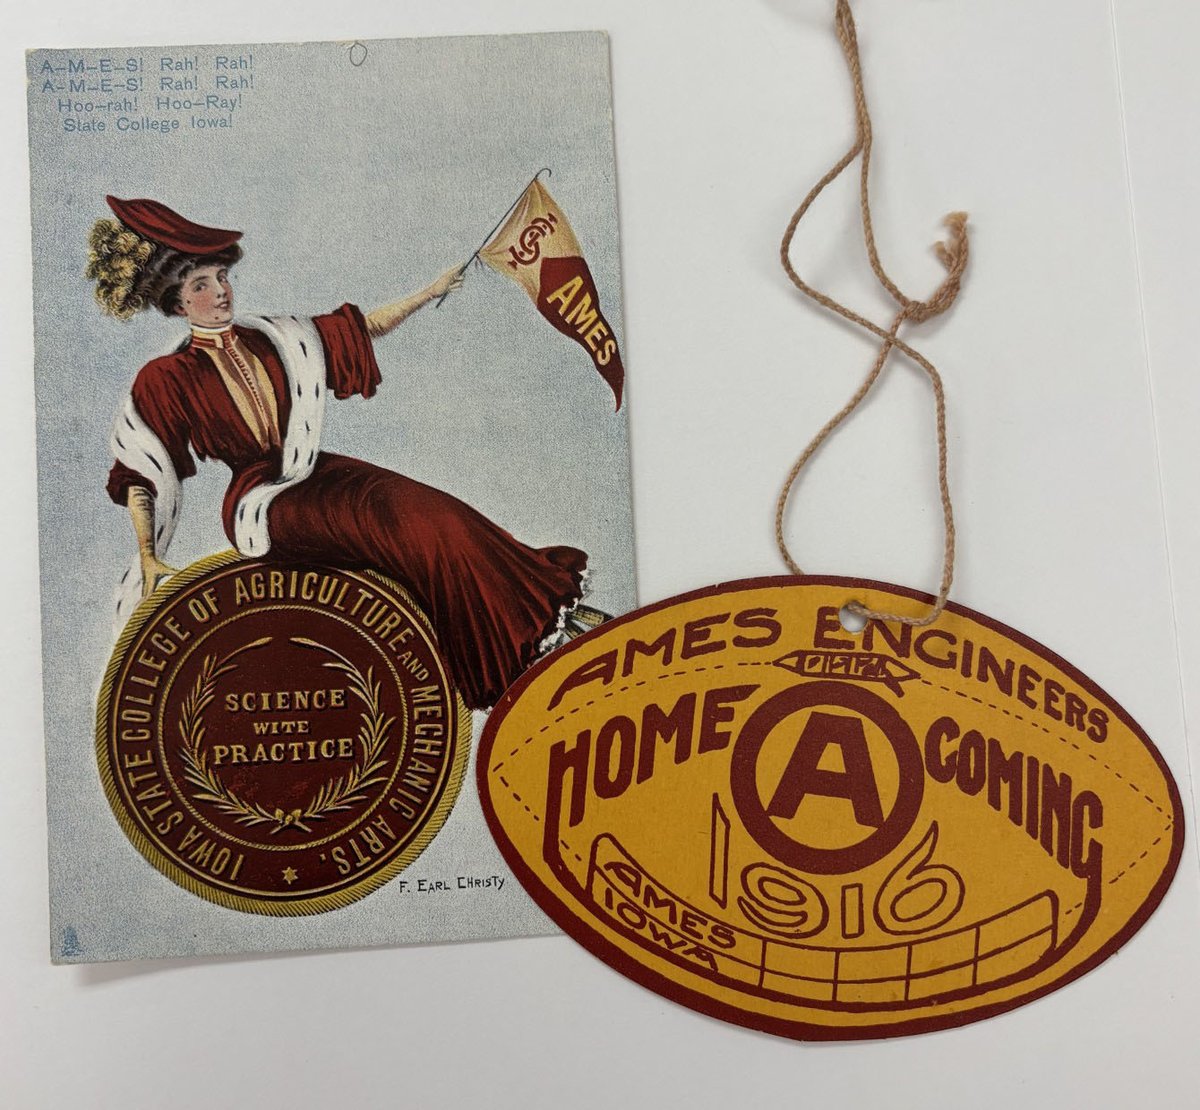 A-M-E-S! Rah! Rah!
A-M-E-S! Rah! Rah!
Hoo-rah! Hoo-Ray!
State College Iowa!
AMES
IOWA STATE COLLEGE OF AGRICULTURE AND MECHANIC ARTS.
SCIENCE
WITE
PRACTICE
F. EARL CHRISTY
AMES ENGINEERS
HOME A COMING
1916
AMES
IOWA